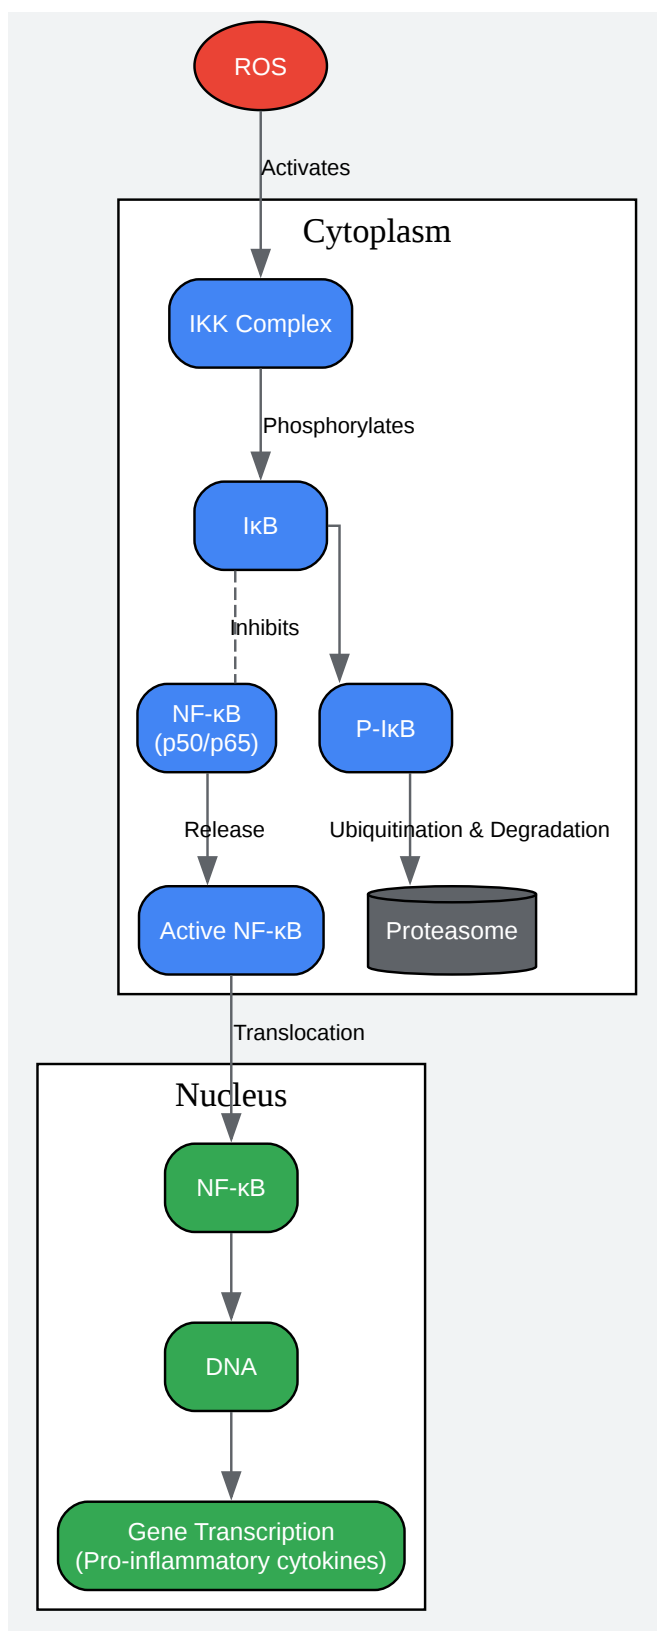 ROS
Activates
Cytoplasm
IKK Complex
Phosphorylates
IκB
Inhibits
NF-κB
(p50/p65)
P-IκB
Release
Ubiquitination & Degradation
Active NF-κB
Proteasome
Translocation
Nucleus
NF-κB
DNA
Gene Transcription
(Pro-inflammatory cytokines)